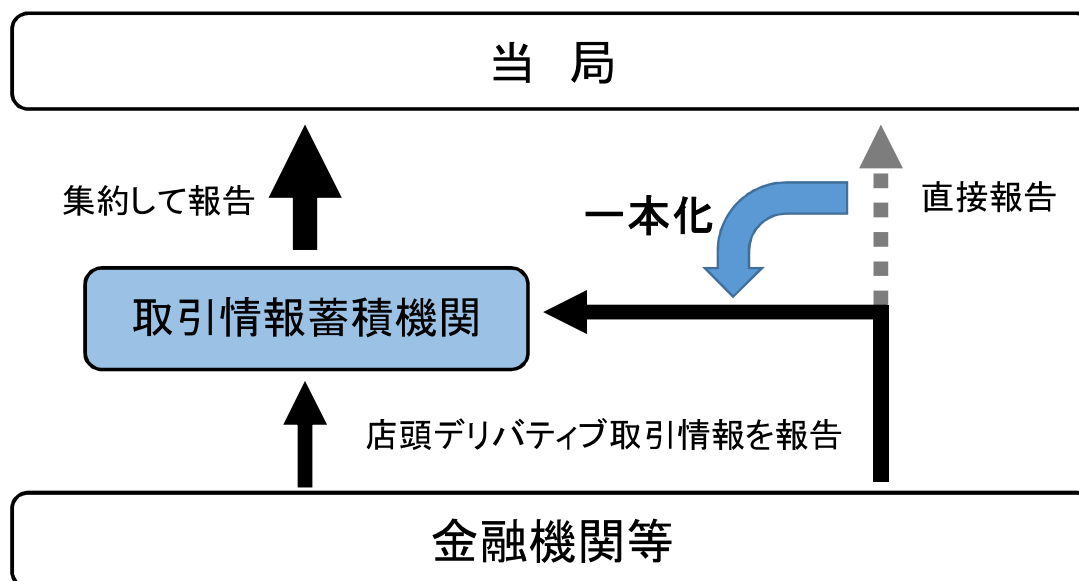 当 局
集約して報告
直接報告
一本化
取引情報蓄積機関
店頭デリバティブ取引情報を報告
金融機関等